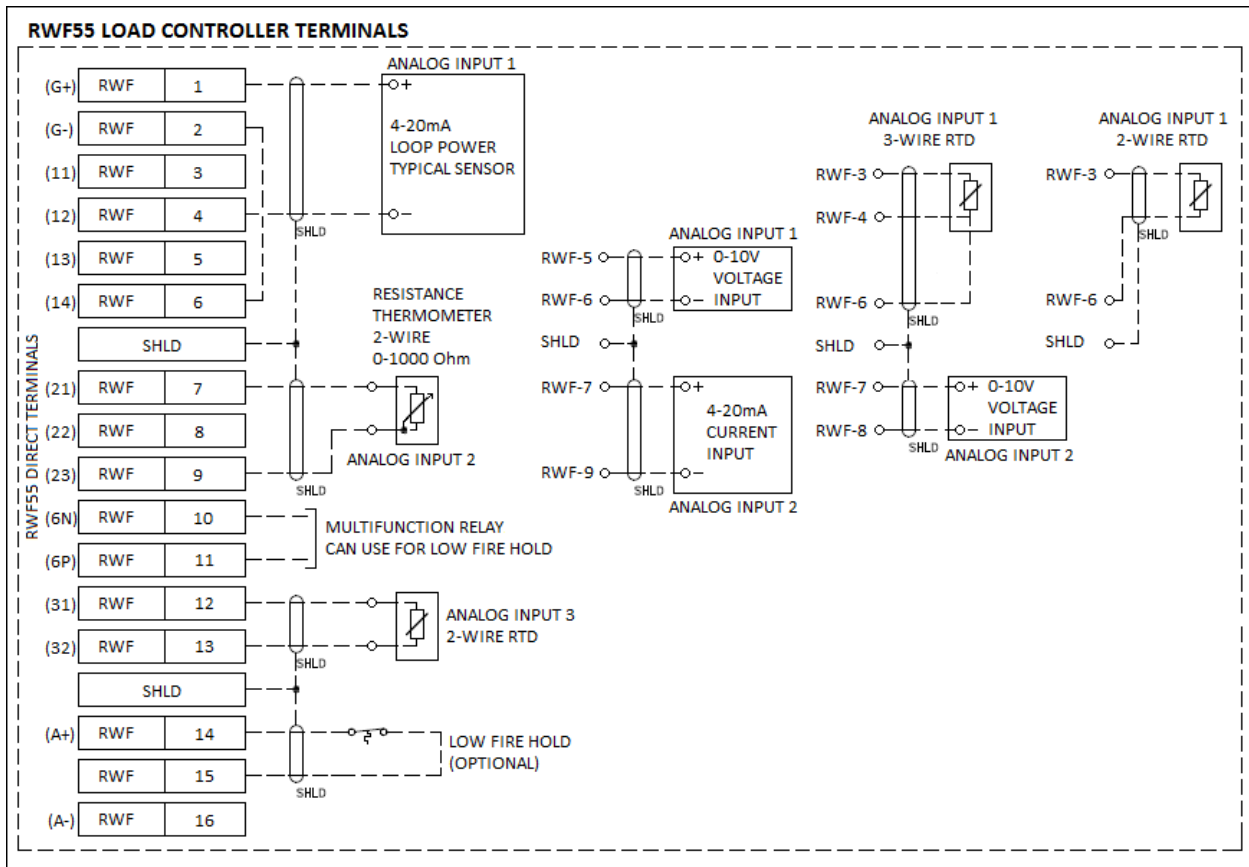 RWF55 LOAD CONTROLLER TERMINALS
RWF55 DIRECT TERMINALS
(G+) RWF 1
(G-) RWF 2
(11) RWF 3
(12) RWF 4
(13) RWF 5
(14) RWF 6
SHLD
(21) RWF 7
(22) RWF 8
(23) RWF 9
(6N) RWF 10
(6P) RWF 11
(31) RWF 12
(32) RWF 13
SHLD
(A+) RWF 14
RWF 15
(A-) RWF 16
ANALOG INPUT 1
+
4-20mA
LOOP POWER
TYPICAL SENSOR
-
SHLD
RESISTANCE
THERMOMETER
2-WIRE
0-1000 Ohm
ANALOG INPUT 2
SHLD
MULTIFUNCTION RELAY
CAN USE FOR LOW FIRE HOLD
ANALOG INPUT 3
2-WIRE RTD
SHLD
LOW FIRE HOLD
(OPTIONAL)
SHLD
ANALOG INPUT 1
RWF-5 + 0-10V
VOLTAGE
RWF-6 - INPUT
SHLD
SHLD
RWF-7 +
4-20mA
CURRENT
INPUT
RWF-9 -
SHLD
ANALOG INPUT 2
ANALOG INPUT 1
3-WIRE RTD
RWF-3
RWF-4
RWF-6
SHLD
SHLD
RWF-7 + 0-10V
VOLTAGE
RWF-8 - INPUT
SHLD
ANALOG INPUT 2
ANALOG INPUT 1
2-WIRE RTD
RWF-3
SHLD
RWF-6
SHLD